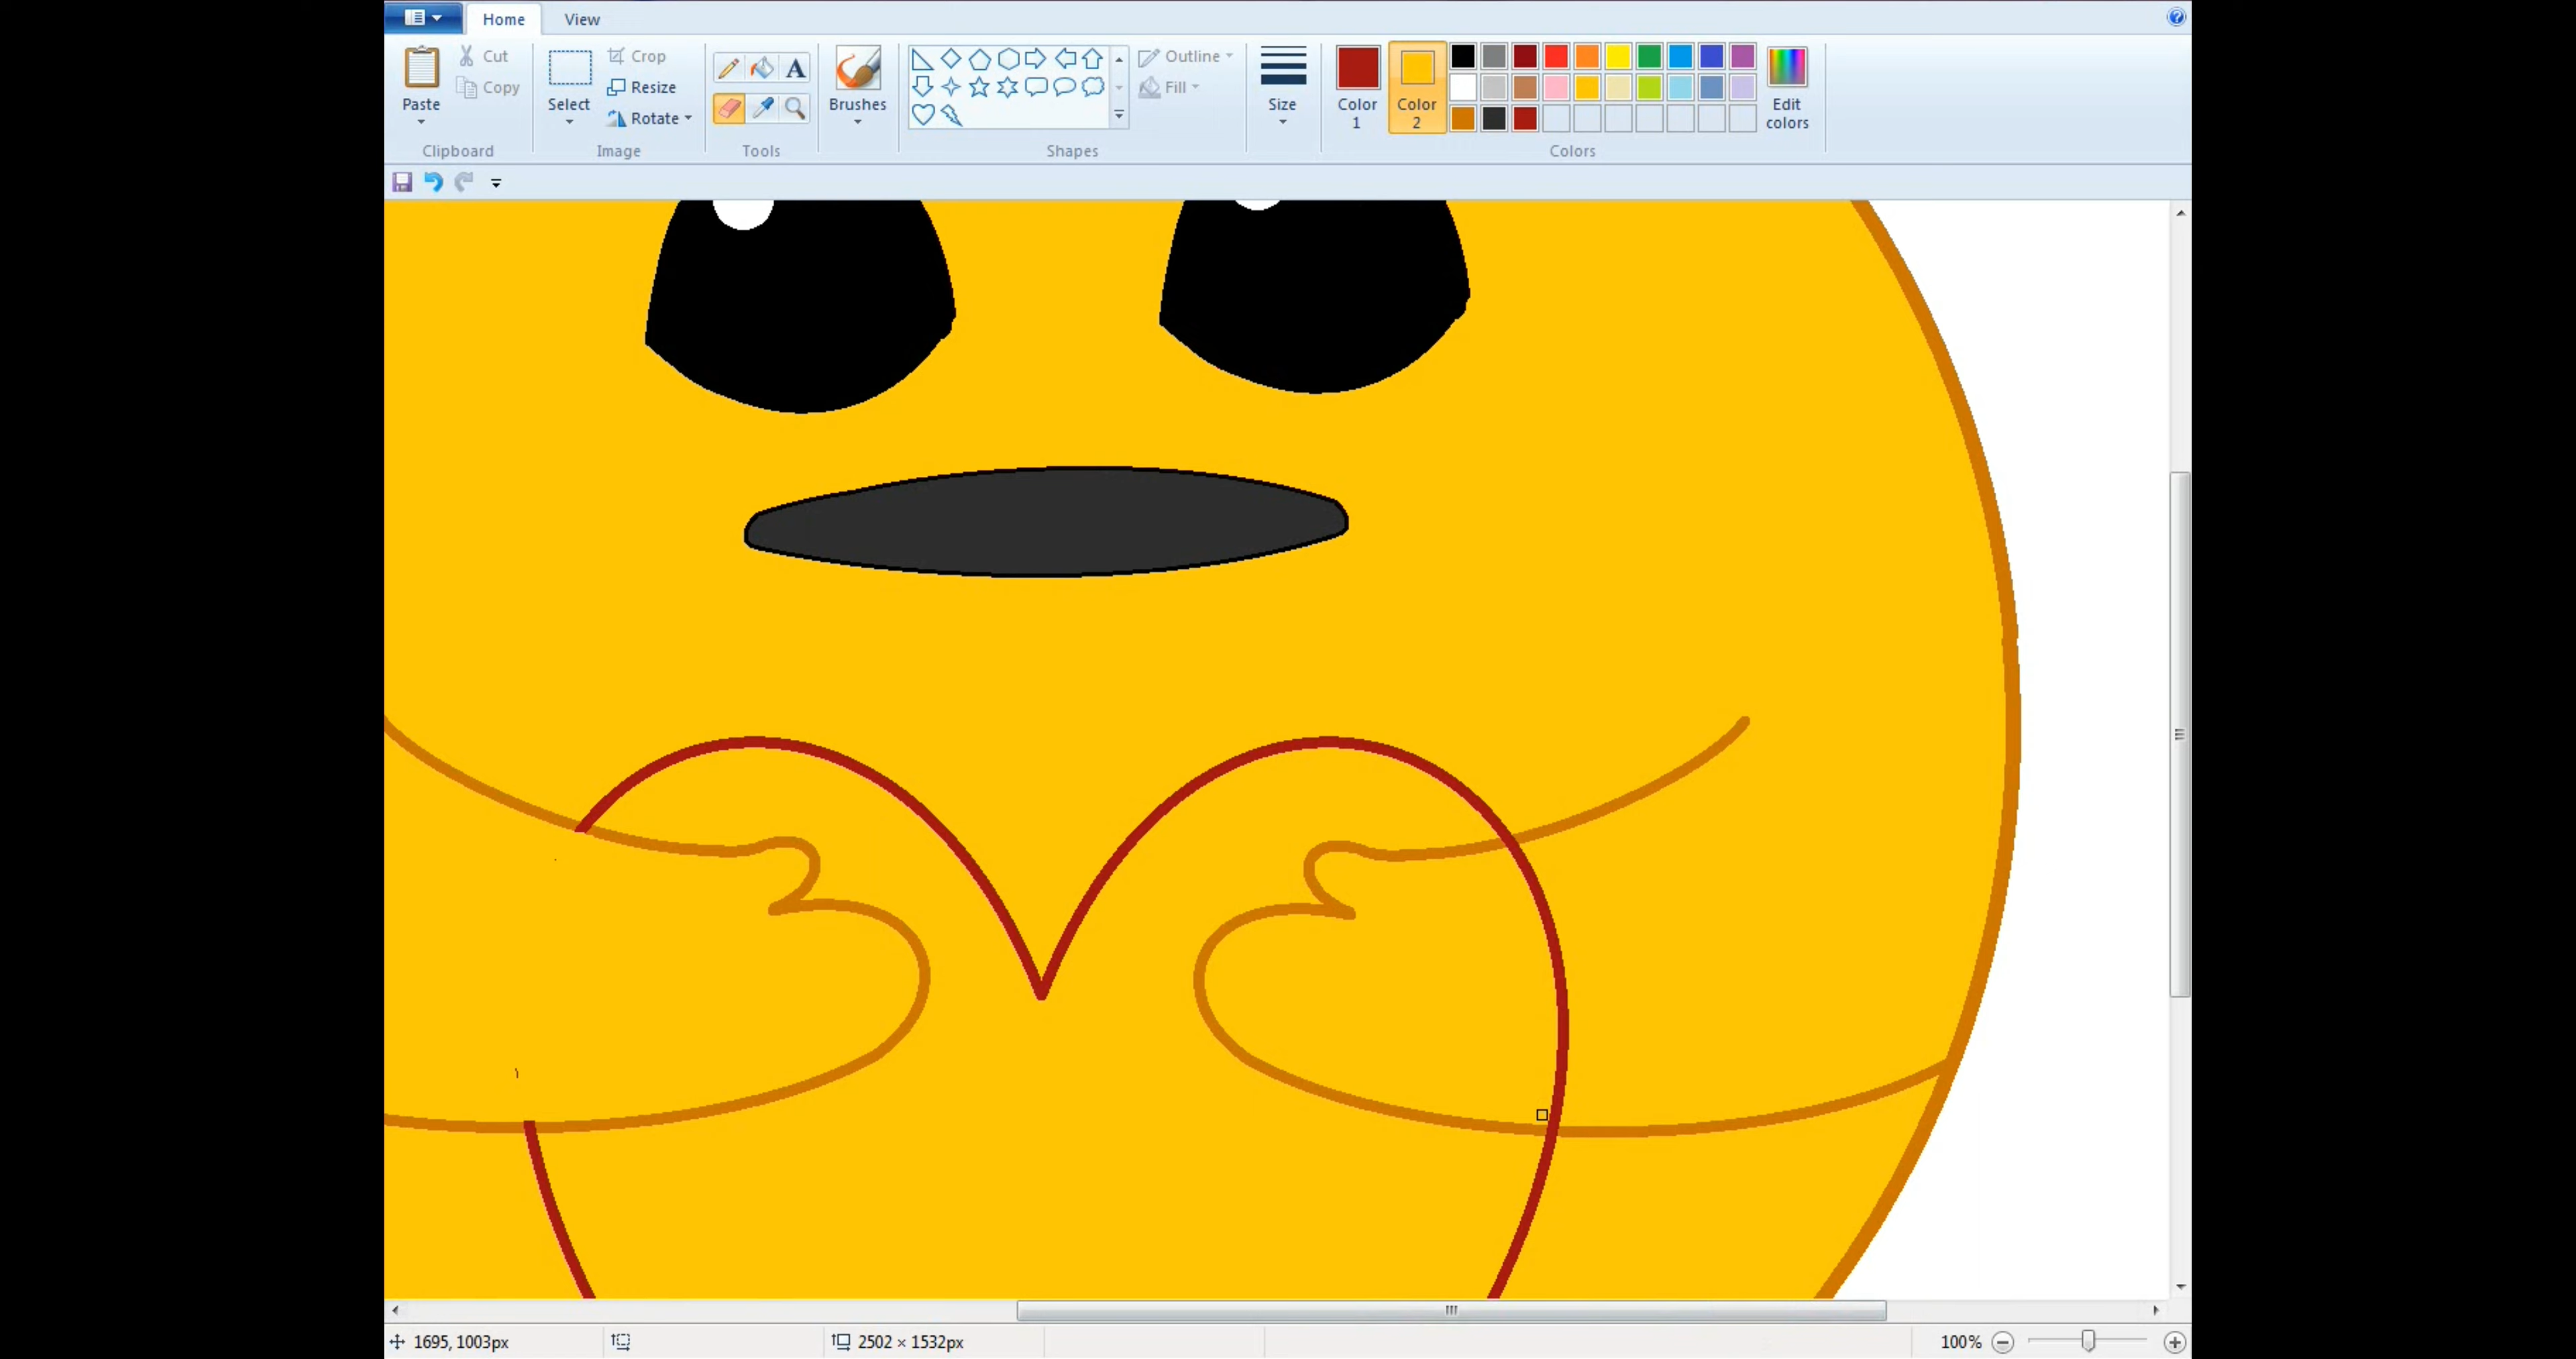 Home View
Paste Cut Copy
Clipboard
Select Crop Resize Rotate
Image
A
Tools
Brushes
Outline Fill
Shapes
Size
Color 1 Color 2
Edit colors
Colors
1695, 1003px 2502 × 1532px 100%